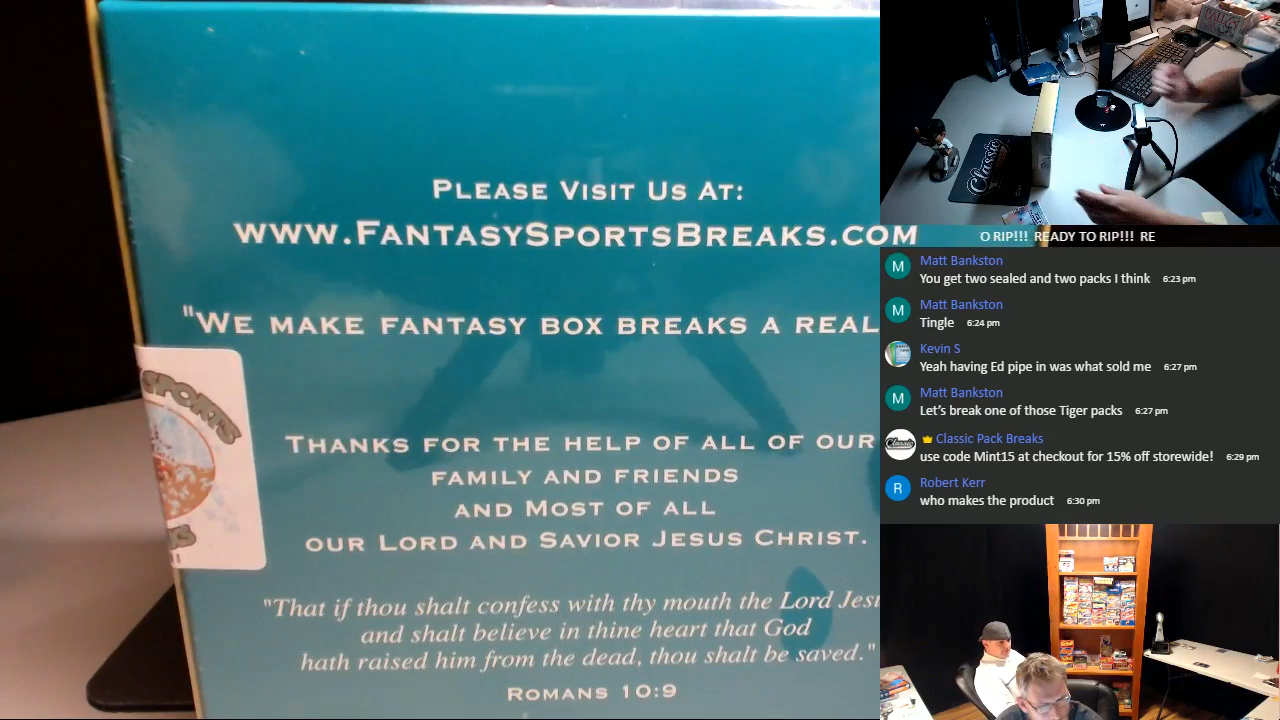 PLEASE VISIT US AT:
WWW.FANTASYSPORTSBREAKS.COM
"WE MAKE FANTASY BOX BREAKS A REAL
THANKS FOR THE HELP OF ALL OF OUR
FAMILY AND FRIENDS
AND MOST OF ALL
OUR LORD AND SAVIOR JESUS CHRIST.
"That if thou shalt confess with thy mouth the Lord Jesu
and shalt believe in thine heart that God
hath raised him from the dead, thou shalt be saved."
ROMANS 10:9
SPORTS
Classic
O RIP!!! READY TO RIP!!! RE
M
Matt Bankston
You get two sealed and two packs I think 6:23 pm
M
Matt Bankston
Tingle 6:24 pm
Kevin S
Yeah having Ed pipe in was what sold me 6:27 pm
M
Matt Bankston
Let's break one of those Tiger packs 6:27 pm
Classic
Classic Pack Breaks
use code Mint15 at checkout for 15% off storewide! 6:29 pm
R
Robert Kerr
who makes the product 6:30 pm